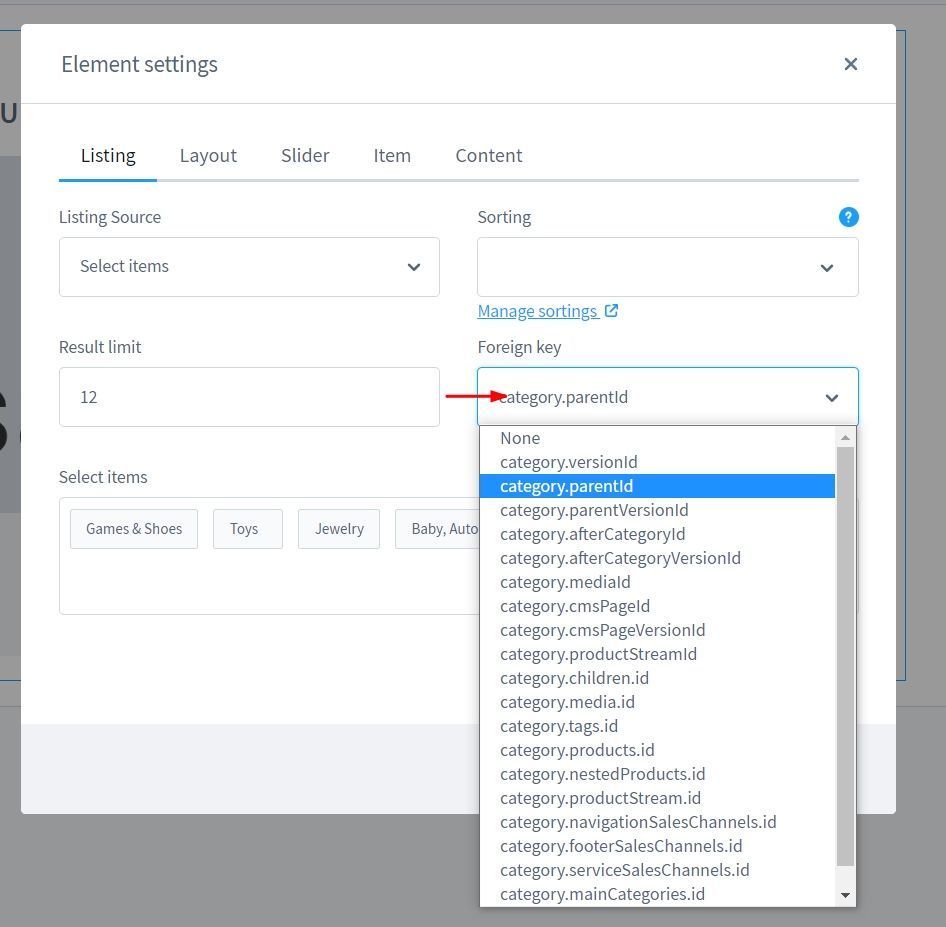 Element settings
Listing Layout Slider Item Content
Listing Source
Sorting
?
Select items
Manage sortings
Result limit
Foreign key
12
category.parentId
None
category.versionId
category.parentId
category.parentVersionId
category.afterCategoryId
category.afterCategoryVersionId
category.mediaId
category.cmsPageId
category.cmsPageVersionId
category.productStreamId
category.children.id
category.media.id
category.tags.id
category.products.id
category.nestedProducts.id
category.productStream.id
category.navigationSalesChannels.id
category.footerSalesChannels.id
category.serviceSalesChannels.id
category.mainCategories.id
Select items
Games & Shoes Toys Jewelry Baby, Auto